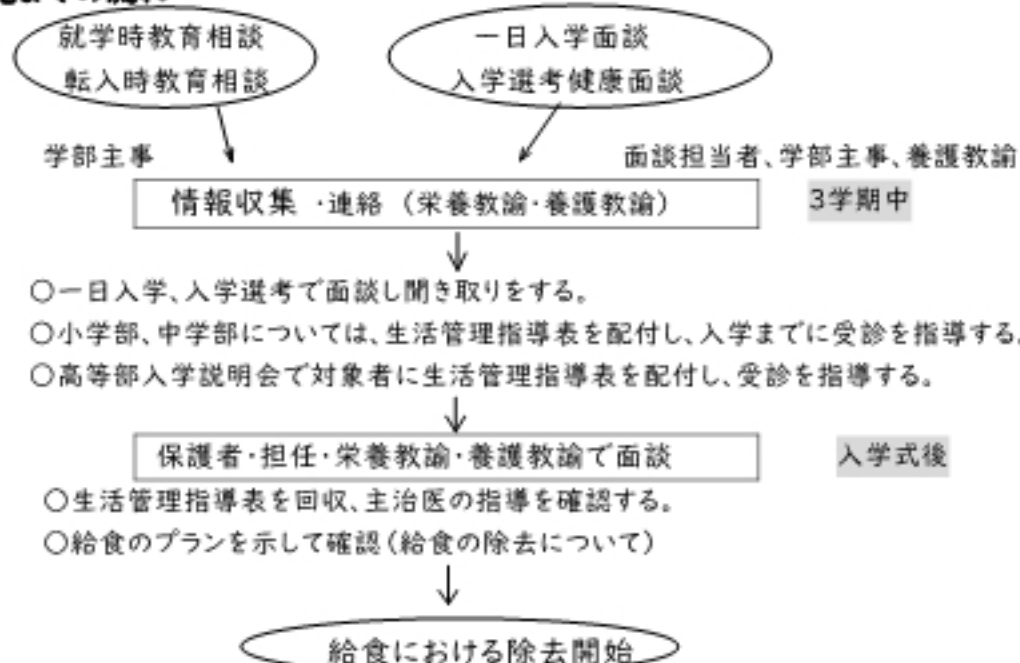 就学時教育相談
転入時教育相談
一日入学面談
入学選考健康面談
学部主事
面談担当者、学部主事、養護教諭
情報収集・連絡（栄養教諭・養護教諭）
3学期中
○一日入学、入学選考で面談し聞き取りをする。
○小学部、中学部については、生活管理指導表を配付し、入学までに受診を指導する。
○高等部入学説明会で対象者に生活管理指導表を配付し、受診を指導する。
保護者・担任・栄養教諭・養護教諭で面談
入学式後
○生活管理指導表を回収、主治医の指導を確認する。
○給食のプランを示して確認（給食の除去について）
給食における除去開始